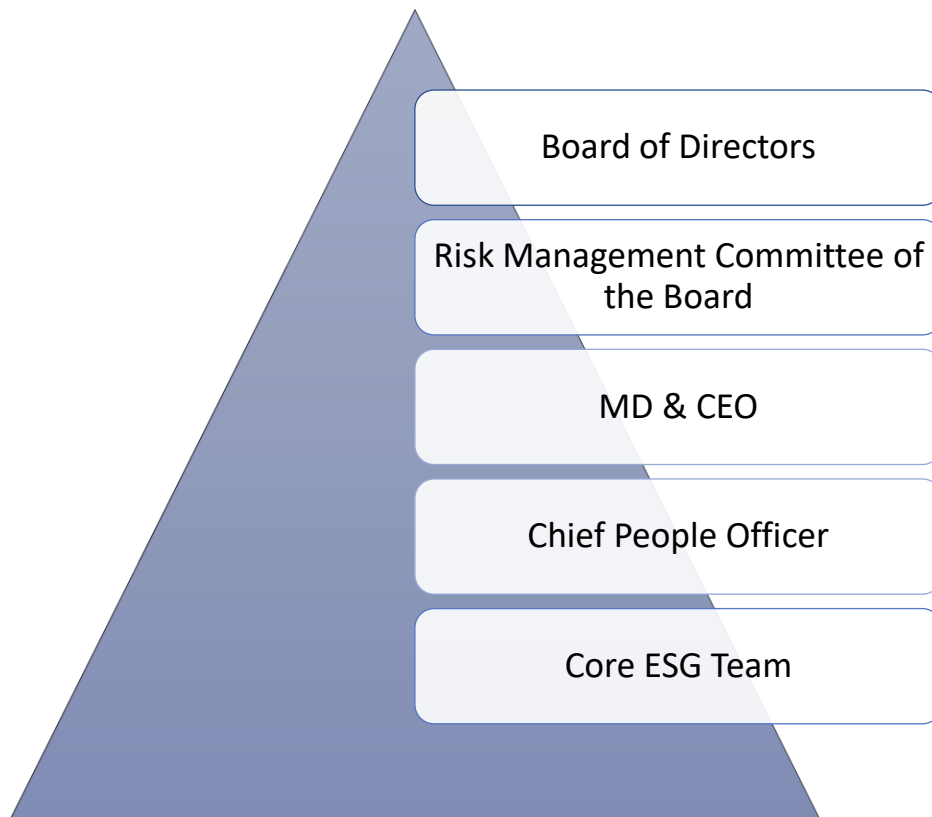 Board of Directors
Risk Management Committee of
the Board
MD & CEO
Chief People Officer
Core ESG Team